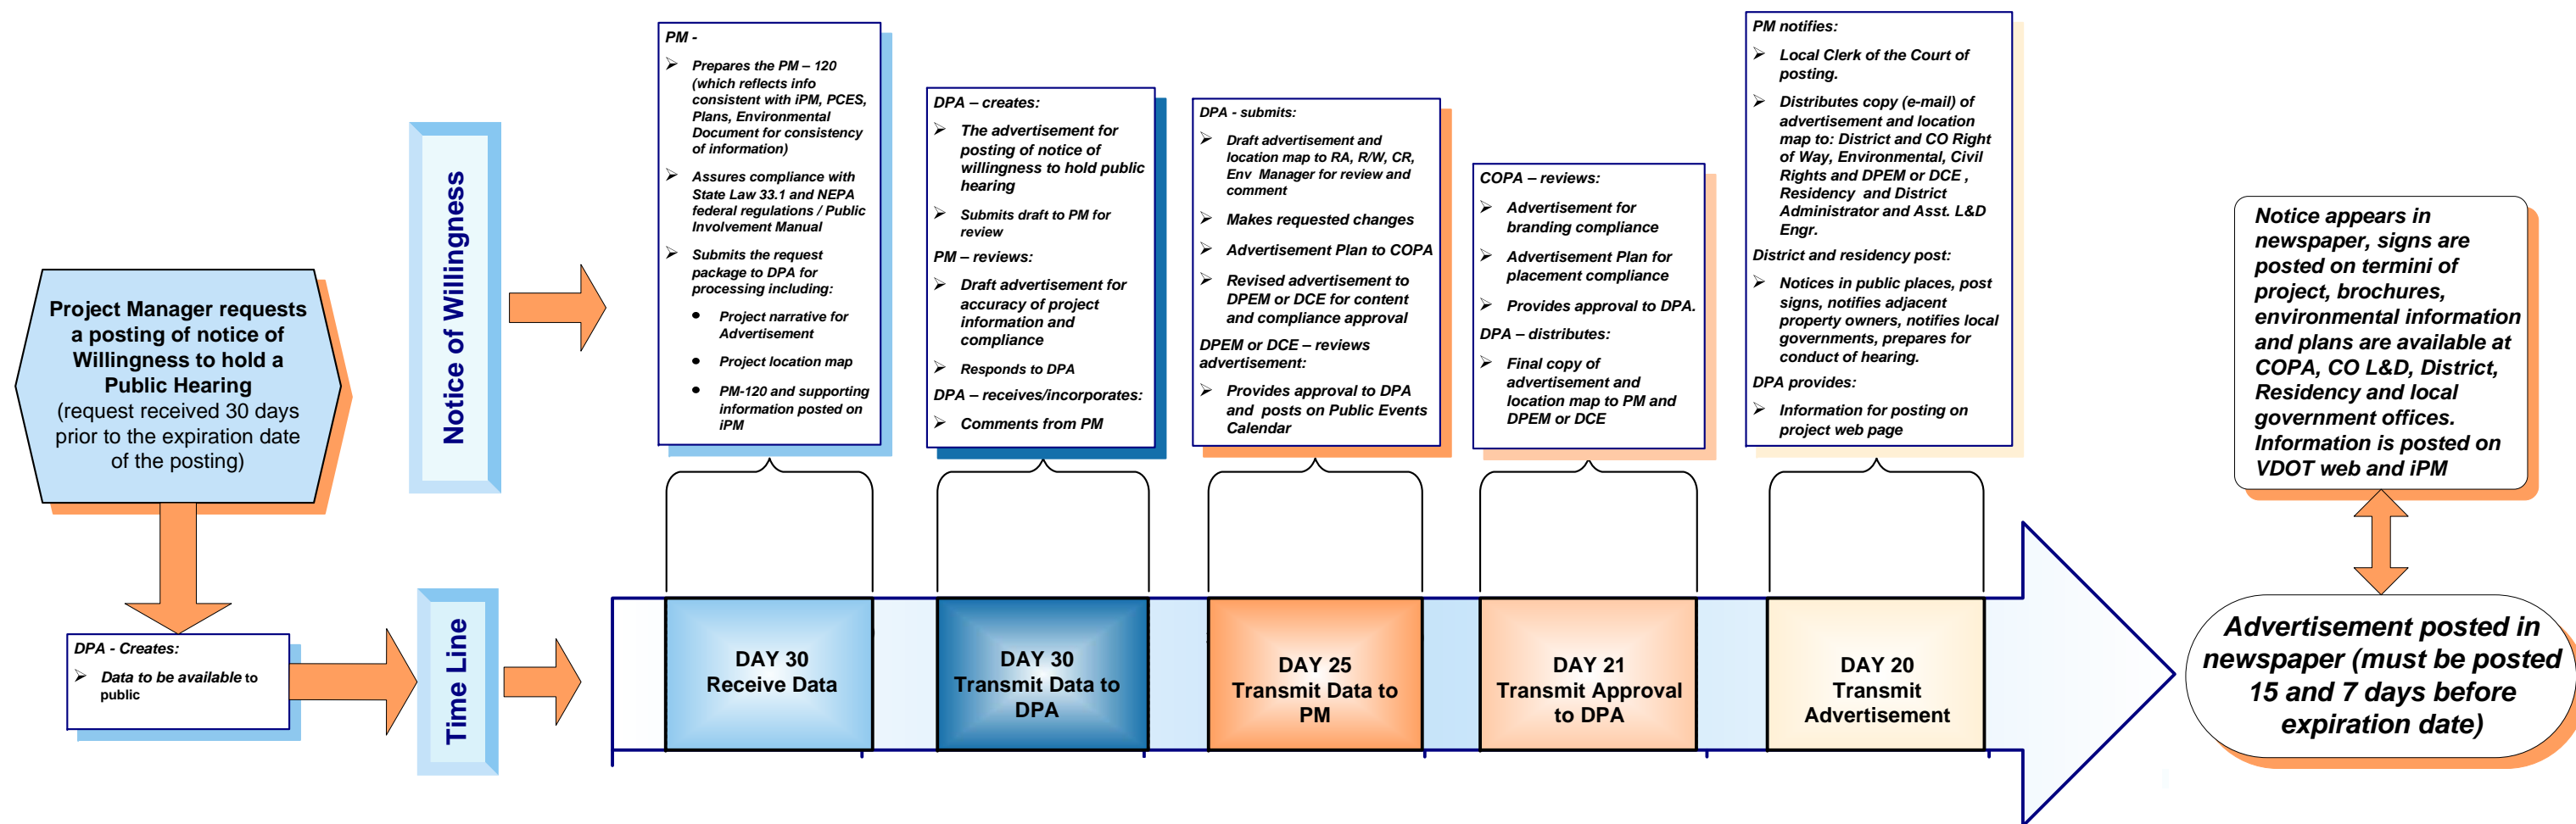 Project Manager requests
a posting of notice of
Willingness to hold a
Public Hearing
(request received 30 days
prior to the expiration date
of the posting)
DPA - Creates:
➢ Data to be available to
public
Notice of Willingness
Time Line
PM -
➢ Prepares the PM – 120
(which reflects info
consistent with iPM, PCES,
Plans, Environmental
Document for consistency
of information)
➢ Assures compliance with
State Law 33.1 and NEPA
federal regulations / Public
Involvement Manual
➢ Submits the request
package to DPA for
processing including:
• Project narrative for
Advertisement
• Project location map
• PM-120 and supporting
information posted on
iPM
DPA – creates:
➢ The advertisement for
posting of notice of
willingness to hold public
hearing
➢ Submits draft to PM for
review
PM – reviews:
➢ Draft advertisement for
accuracy of project
information and
compliance
➢ Responds to DPA
DPA – receives/incorporates:
➢ Comments from PM
DPA - submits:
➢ Draft advertisement and
location map to RA, R/W, CR,
Env Manager for review and
comment
➢ Makes requested changes
➢ Advertisement Plan to COPA
➢ Revised advertisement to
DPEM or DCE for content
and compliance approval
DPEM or DCE – reviews
advertisement:
➢ Provides approval to DPA
and posts on Public Events
Calendar
COPA – reviews:
➢ Advertisement for
branding compliance
➢ Advertisement Plan for
placement compliance
➢ Provides approval to DPA.
DPA – distributes:
➢ Final copy of
advertisement and
location map to PM and
DPEM or DCE
PM notifies:
➢ Local Clerk of the Court of
posting.
➢ Distributes copy (e-mail) of
advertisement and location
map to: District and CO Right
of Way, Environmental, Civil
Rights and DPEM or DCE ,
Residency and District
Administrator and Asst. L&D
Engr.
District and residency post:
➢ Notices in public places, post
signs, notifies adjacent
property owners, notifies local
governments, prepares for
conduct of hearing.
DPA provides:
➢ Information for posting on
project web page
DAY 30
Receive Data
DAY 30
Transmit Data to
DPA
DAY 25
Transmit Data to
PM
DAY 21
Transmit Approval
to DPA
DAY 20
Transmit
Advertisement
Notice appears in
newspaper, signs are
posted on termini of
project, brochures,
environmental information
and plans are available at
COPA, CO L&D, District,
Residency and local
government offices.
Information is posted on
VDOT web and iPM
Advertisement posted in
newspaper (must be posted
15 and 7 days before
expiration date)